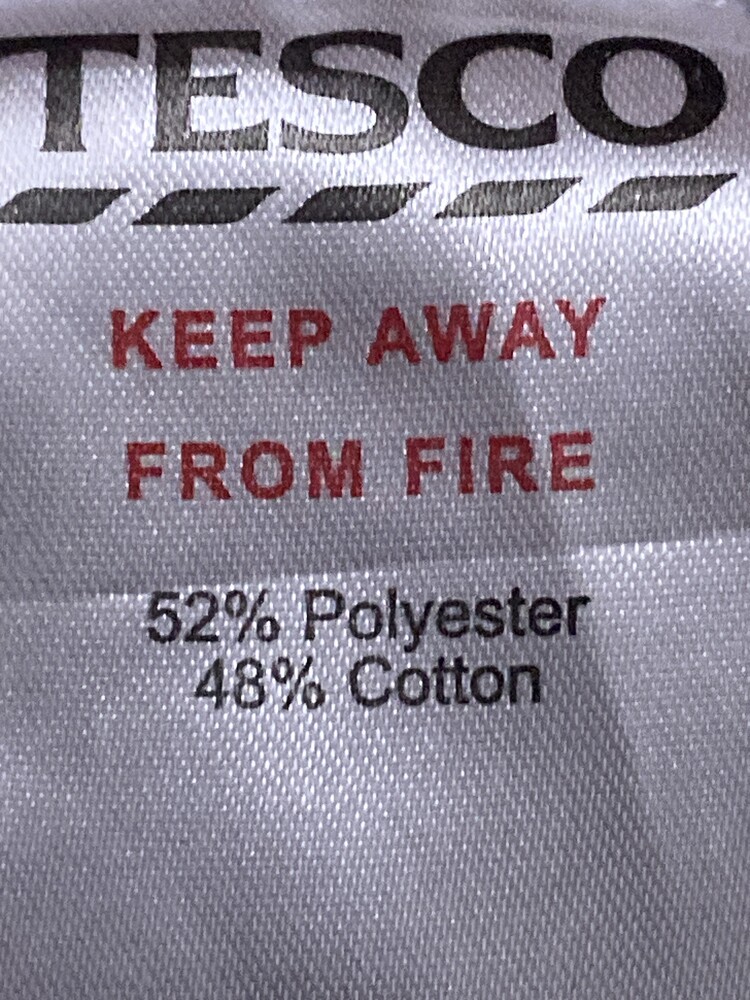 TESCO
KEEP AWAY
FROM FIRE
52% Polyester
48% Cotton